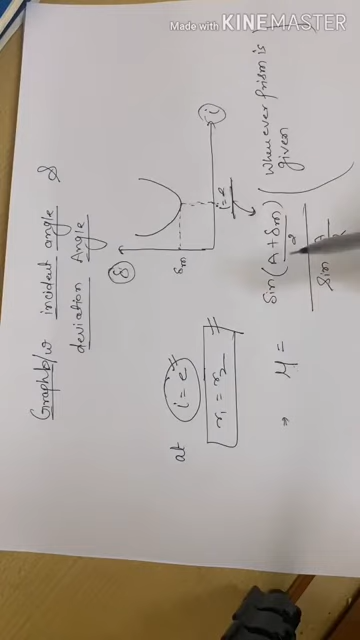 Made with KINEMASTER
Graph b/w incident angle &
deviation Angle
δ
i
δm
i = e
at
i = e
r₁ = r₂
⇒ μ = sin(A + δm)
2
Sin
(Whenever prism is
given